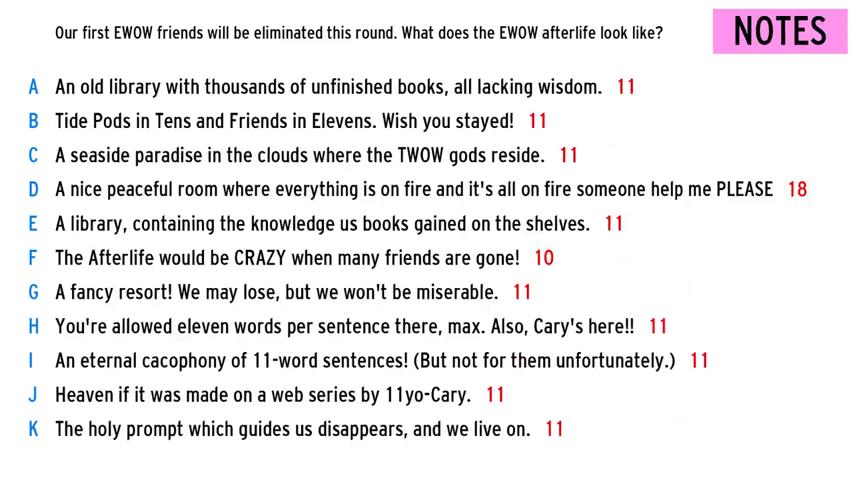 Our first EWOW friends will be eliminated this round. What does the EWOW afterlife look like?
NOTES
A An old library with thousands of unfinished books, all lacking wisdom. 11
B Tide Pods in Tens and Friends in Elevens. Wish you stayed! 11
C A seaside paradise in the clouds where the TWOW gods reside. 11
D A nice peaceful room where everything is on fire and it's all on fire someone help me PLEASE 18
E A library, containing the knowledge us books gained on the shelves. 11
F The Afterlife would be CRAZY when many friends are gone! 10
G A fancy resort! We may lose, but we won't be miserable. 11
H You're allowed eleven words per sentence there, max. Also, Cary's here!! 11
I An eternal cacophony of 11-word sentences! (But not for them unfortunately.) 11
J Heaven if it was made on a web series by 11yo-Cary. 11
K The holy prompt which guides us disappears, and we live on. 11